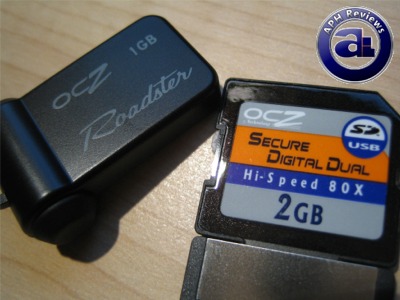 APH Reviews
OCZ
1GB
Roadster
OCZ
SECURE
DIGITAL DUAL
SD
USB
Hi-Speed 80X
2GB